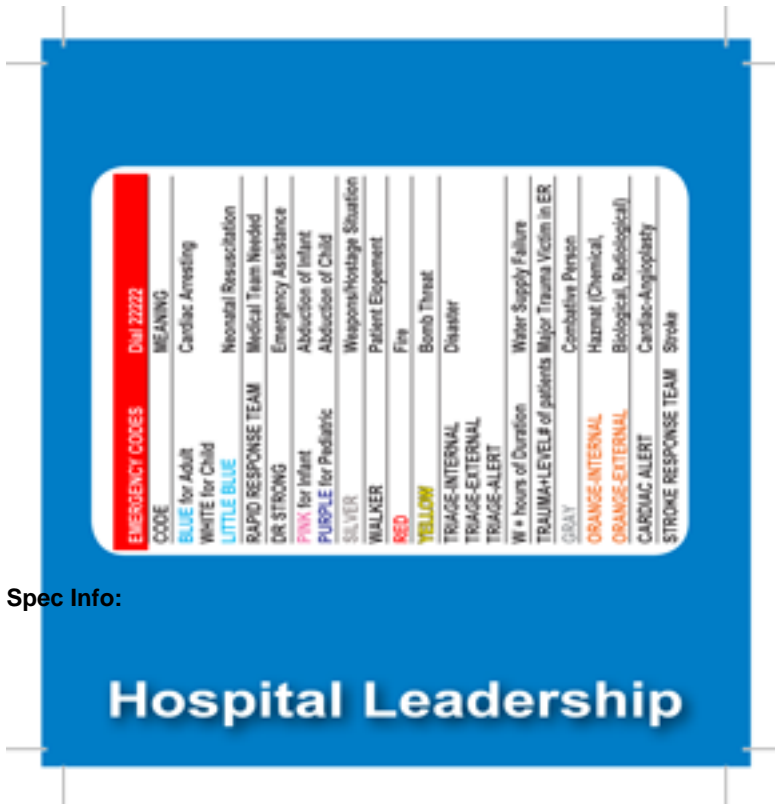 EMERGENCY CODES Dial 22222
CODE MEANING
BLUE for Adult Cardiac Arresting
WHITE for Child
LITTLE BLUE Neonatal Resuscitation
RAPID RESPONSE TEAM Medical Team Needed
DR STRONG Emergency Assistance
PINK for Infant Abduction of Infant
PURPLE for Pediatric Abduction of Child
SILVER Weapons/Hostage Situation
WALKER Patient Elopement
RED Fire
YELLOW Bomb Threat
TRIAGE-INTERNAL Disaster
TRIAGE-EXTERNAL
TRIAGE-ALERT
W + hours of Duration Water Supply Failure
TRAUMA+LEVEL# of patients Major Trauma Victim in ER
GRAY Combative Person
ORANGE-INTERNAL Hazmat (Chemical,
ORANGE-EXTERNAL Biological, Radiological)
CARDIAC ALERT Cardiac-Angioplasty
STROKE RESPONSE TEAM Stroke
Spec Info:
Hospital Leadership